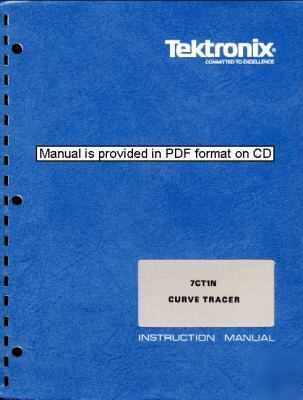 Tektronix®
COMMITTED TO EXCELLENCE
Manual is provided in PDF format on CD
7CT1N
CURVE TRACER
INSTRUCTION MANUAL